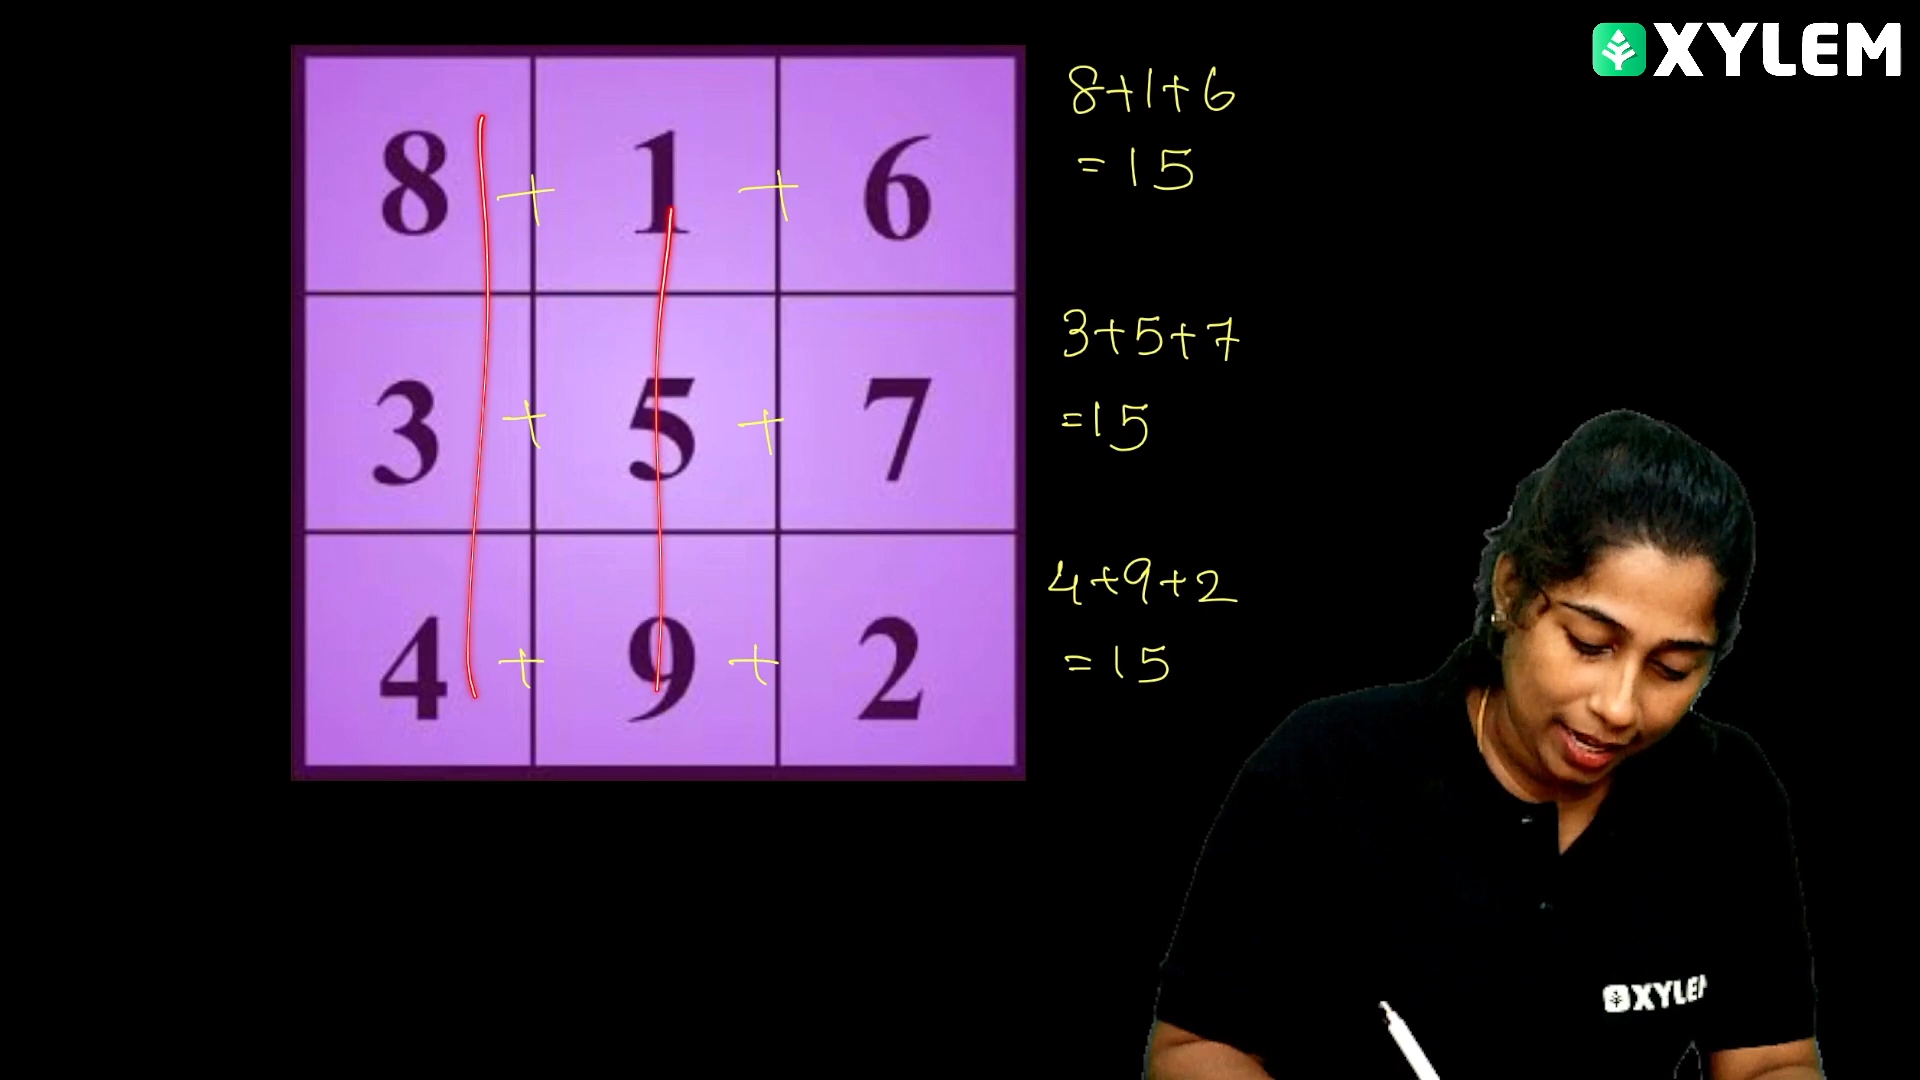 XYLEM
8 + 1 + 6
8+1+6
=15
3 + 5 + 7
3+5+7
=15
4 + 9 + 2
4+9+2
=15
XYLEM